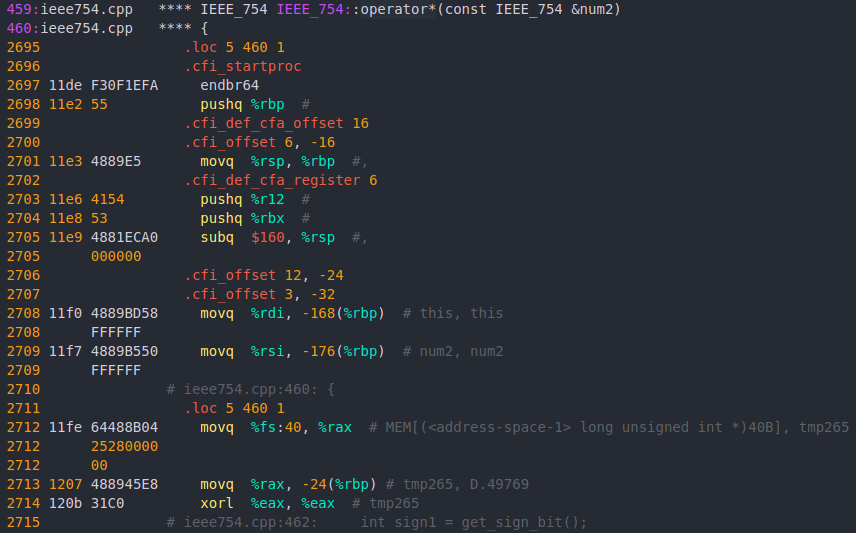 459:ieee754.cpp   **** IEEE_754 IEEE_754::operator*(const IEEE_754 &num2)
460:ieee754.cpp   **** {
2695                 .loc 5 460 1
2696                 .cfi_startproc
2697 11de F30F1EFA     endbr64
2698 11e2 55           pushq %rbp  #
2699                 .cfi_def_cfa_offset 16
2700                 .cfi_offset 6, -16
2701 11e3 4889E5       movq  %rsp, %rbp  #,
2702                 .cfi_def_cfa_register 6
2703 11e6 4154         pushq %r12  #
2704 11e8 53           pushq %rbx  #
2705 11e9 4881ECA0     subq  $160, %rsp  #,
2705      000000
2706                 .cfi_offset 12, -24
2707                 .cfi_offset 3, -32
2708 11f0 4889BD58     movq  %rdi, -168(%rbp)  # this, this
2708      FFFFFF
2709 11f7 4889B550     movq  %rsi, -176(%rbp)  # num2, num2
2709      FFFFFF
2710               # ieee754.cpp:460: {
2711                 .loc 5 460 1
2712 11fe 64488B04     movq  %fs:40, %rax  # MEM[(<address-space-1> long unsigned int *)40B], tmp265
2712      25280000
2712      00
2713 1207 488945E8     movq  %rax, -24(%rbp) # tmp265, D.49769
2714 120b 31C0         xorl  %eax, %eax  # tmp265
2715               # ieee754.cpp:462:     int sign1 = get_sign_bit();